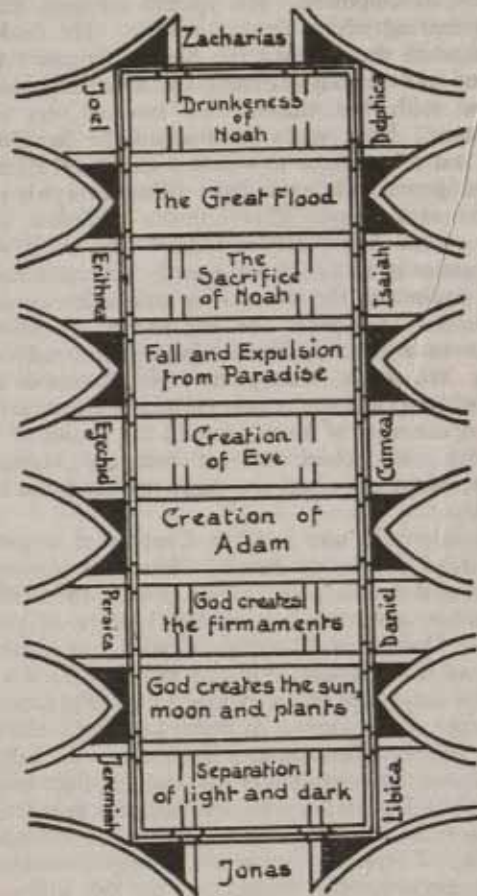 Zacharias
Joel
Drunkeness
of
Noah
Delphica
The Great Flood
Erithrea
The
Sacrifice
of Noah
Isaiah
Fall and Expulsion
from Paradise
Ezechiel
Creation
of Eve
Cumea
Creation of
Adam
Persica
God creates
the firmaments
Daniel
God creates the sun,
moon and plants
Jeremiah
Separation
of light and dark
Libica
Jonas